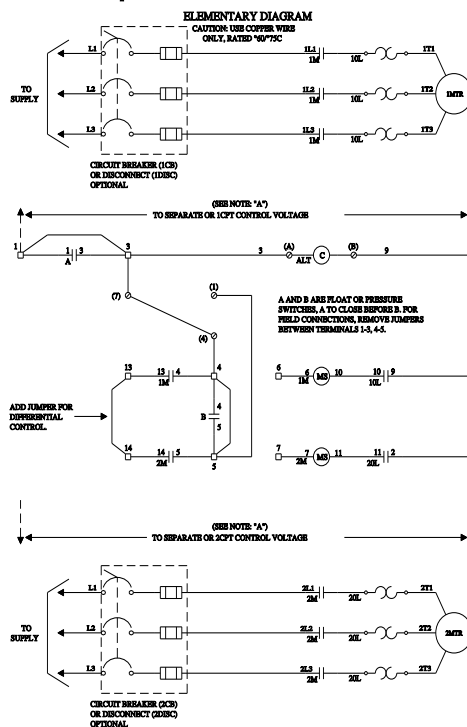 ELEMENTARY DIAGRAM
CAUTION: USE COPPER WIRE
ONLY, RATED "60/"75C
L1
1L1
1M
10L
1T1
TO
SUPPLY
L2
1L2
1M
10L
1T2
1MTR
L3
1L3
1M
10L
1T3
CIRCUIT BREAKER (1CB)
OR DISCONNECT (1DISC)
OPTIONAL
(SEE NOTE: "A")
TO SEPARATE OR 1CPT CONTROL VOLTAGE
1
1
3
A
3
3
(A)
ALT
C
(B)
9
(7)
(1)
(4)
A AND B ARE FLOAT OR PRESSURE
SWITCHES, A TO CLOSE BEFORE B. FOR
FIELD CONNECTIONS, REMOVE JUMPERS
BETWEEN TERMINALS 1-3, 4-5.
13
13
4
1M
4
6
6
1M
MS
10
10
9
10L
ADD JUMPER FOR
DIFFERENTIAL
CONTROL.
4
B
5
14
14
5
2M
5
7
7
2M
MS
11
11
2
20L
(SEE NOTE: "A")
TO SEPARATE OR 2CPT CONTROL VOLTAGE
L1
2L1
2M
20L
2T1
TO
SUPPLY
L2
2L2
2M
20L
2T2
2MTR
L3
2L3
2M
20L
2T3
CIRCUIT BREAKER (2CB)
OR DISCONNECT (2DISC)
OPTIONAL